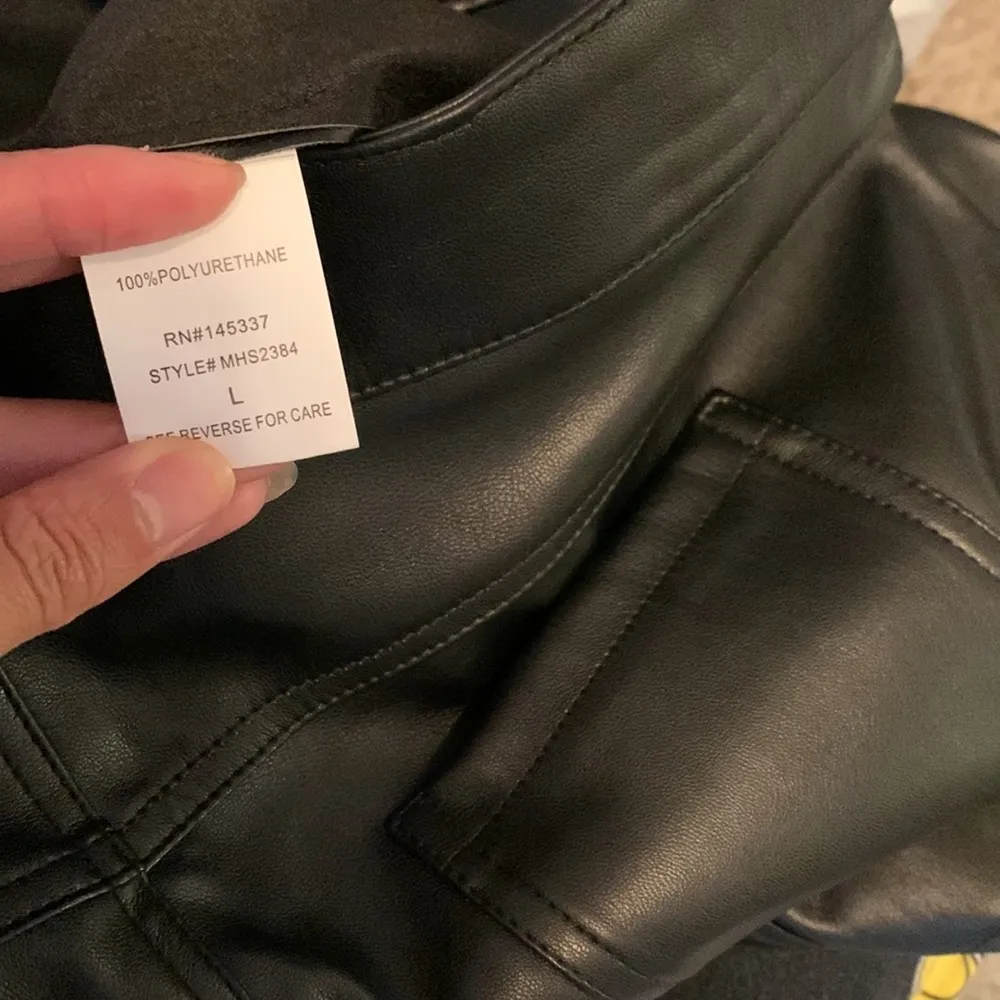 100%POLYURETHANE
RN#145337
STYLE# MHS2384
L
SEE REVERSE FOR CARE